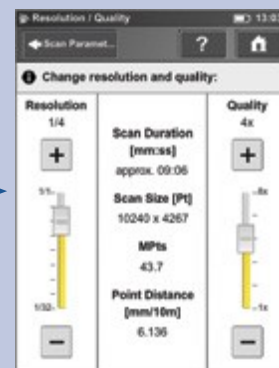 Resolution / Quality
13:03
Scan Paramet...
?
Change resolution and quality:
Resolution
1/4
+
1/1
1/32
−
Scan Duration
[mm:ss]
approx. 09:06
Scan Size [Pt]
10240 x 4267
MPts
43.7
Point Distance
[mm/10m]
6.136
Quality
4x
+
8x
1x
−